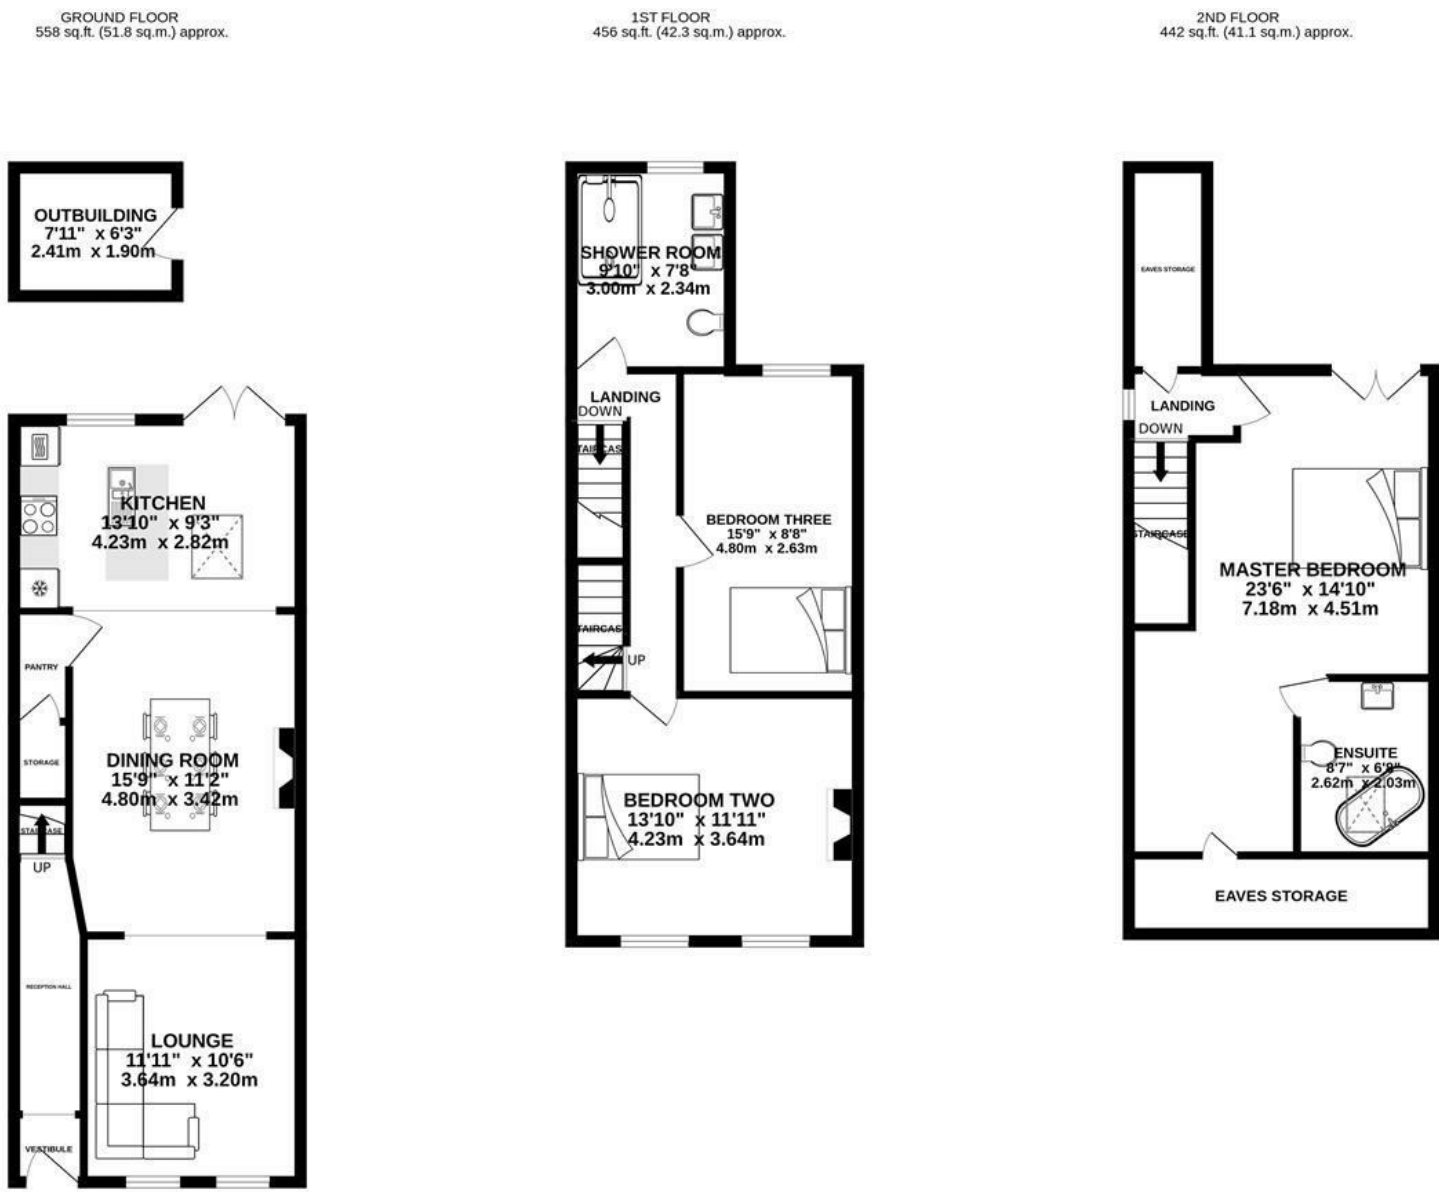 GROUND FLOOR
558 sq.ft. (51.8 sq.m.) approx.
OUTBUILDING
7'11" x 6'3"
2.41m x 1.90m
KITCHEN
13'10" x 9'3"
4.23m x 2.82m
PANTRY
STORAGE
DINING ROOM
15'9" x 11'2"
4.80m x 3.42m
STAIRCASE
UP
RECEPTION HALL
LOUNGE
11'11" x 10'6"
3.64m x 3.20m
VESTIBULE
1ST FLOOR
456 sq.ft. (42.3 sq.m.) approx.
SHOWER ROOM
9'10" x 7'8"
3.00m x 2.34m
LANDING
DOWN
TAIRCAS
BEDROOM THREE
15'9" x 8'8"
4.80m x 2.63m
TAIRCAS
UP
BEDROOM TWO
13'10" x 11'11"
4.23m x 3.64m
2ND FLOOR
442 sq.ft. (41.1 sq.m.) approx.
EAVES STORAGE
LANDING
DOWN
STAIRCASE
MASTER BEDROOM
23'6" x 14'10"
7.18m x 4.51m
ENSUITE
8'7" x 6'8"
2.62m x 2.03m
EAVES STORAGE